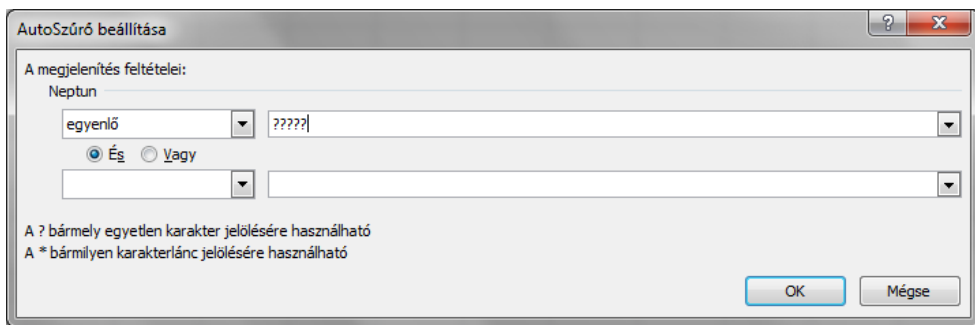 AutoSzűrő beállítása
A megjelenítés feltételei:
Neptun
egyenlő ?????
És Vagy
A ? bármely egyetlen karakter jelölésére használható
A * bármilyen karakterlánc jelölésére használható
OK Mégse